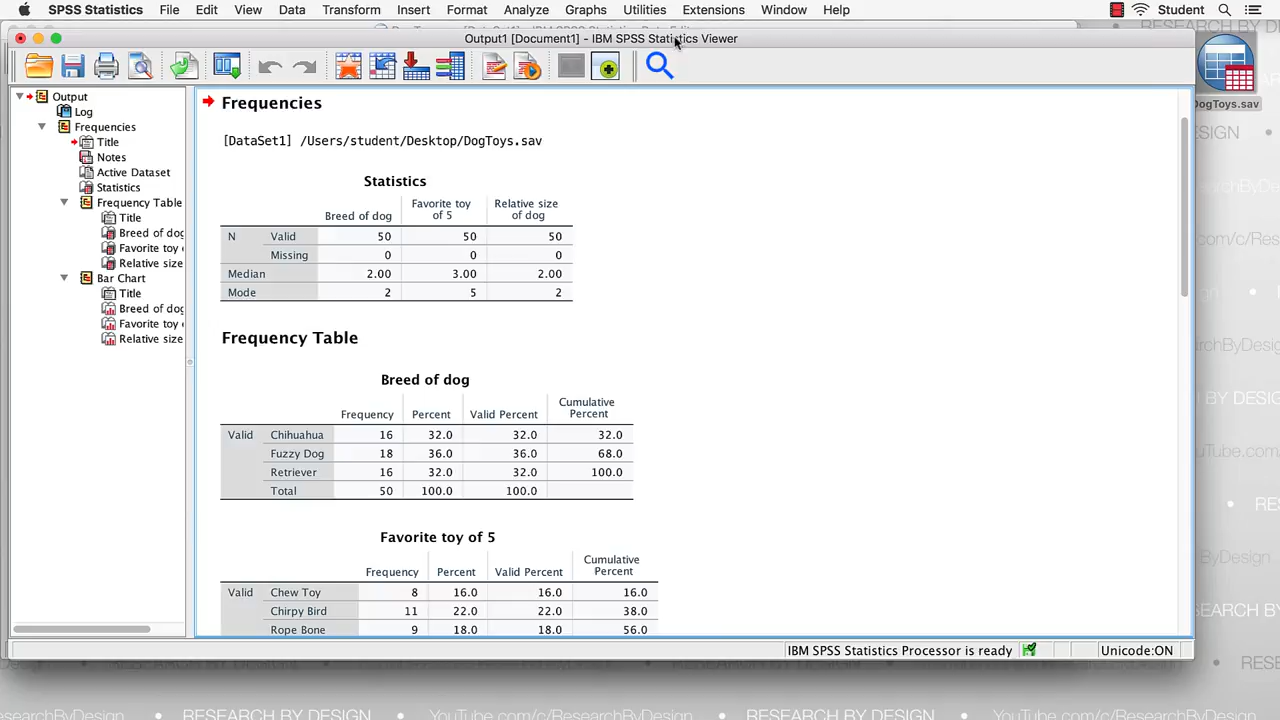 SPSS Statistics File Edit View Data Transform Insert Format Analyze Graphs Utilities Extensions Window Help Student
Output1 [Document1] - IBM SPSS Statistics Viewer
Output
Log
Frequencies
Title
Notes
Active Dataset
Statistics
Frequency Table
Title
Breed of dog
Favorite toy
Relative size
Bar Chart
Title
Breed of dog
Favorite toy
Relative size
Frequencies
[DataSet1] /Users/student/Desktop/DogToys.sav
Statistics
Breed of dog Favorite toy of 5 Relative size of dog
N Valid 50 50 50
Missing 0 0 0
Median 2.00 3.00 2.00
Mode 2 5 2
Frequency Table
Breed of dog
Frequency Percent Valid Percent Cumulative Percent
Valid Chihuahua 16 32.0 32.0 32.0
Fuzzy Dog 18 36.0 36.0 68.0
Retriever 16 32.0 32.0 100.0
Total 50 100.0 100.0
Favorite toy of 5
Frequency Percent Valid Percent Cumulative Percent
Valid Chew Toy 8 16.0 16.0 16.0
Chirpy Bird 11 22.0 22.0 38.0
Rope Bone 9 18.0 18.0 56.0
IBM SPSS Statistics Processor is ready Unicode:ON
DogToys.sav
RESEARCH BY DESIGN • YouTube.com/c/ResearchByDesign • RESEARCH BY DESIGN • YouTube.com/c/ResearchByDesign